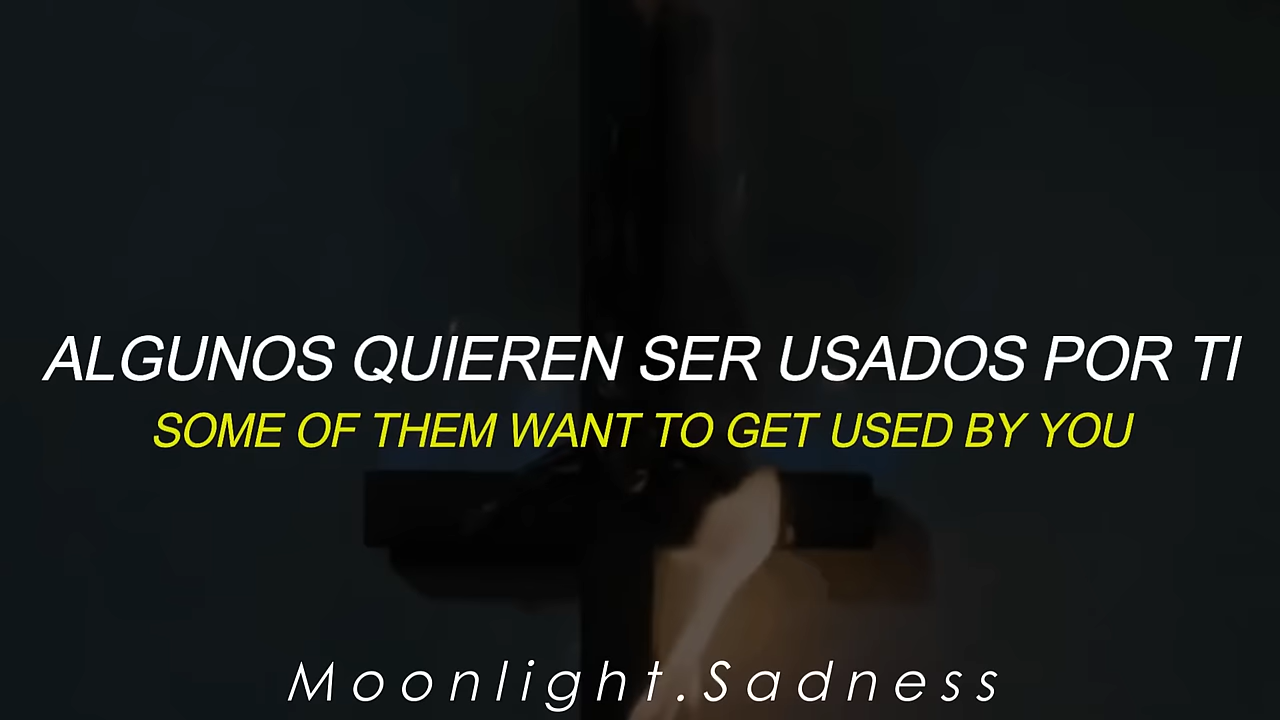 ALGUNOS QUIEREN SER USADOS POR TI
SOME OF THEM WANT TO GET USED BY YOU
Moonlight.Sadness